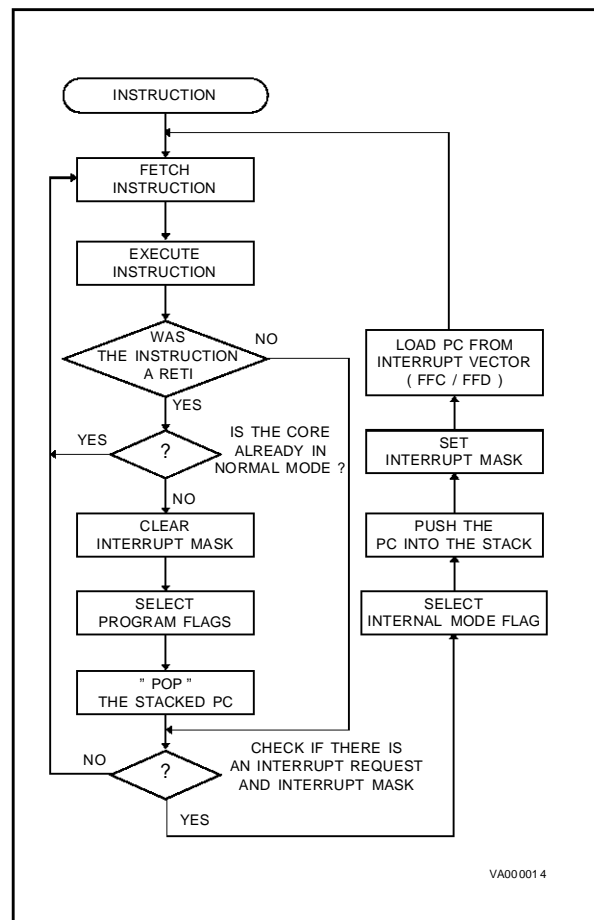 INSTRUCTION
FETCH
INSTRUCTION
EXECUTE
INSTRUCTION
WAS
THE INSTRUCTION
A RETI
NO
YES
?
IS THE CORE
ALREADY IN
NORMAL MODE ?
YES
NO
CLEAR
INTERRUPT MASK
SELECT
PROGRAM FLAGS
" POP "
THE STACKED PC
?
CHECK IF THERE IS
AN INTERRUPT REQUEST
AND INTERRUPT MASK
NO
YES
SELECT
INTERNAL MODE FLAG
PUSH THE
PC INTO THE STACK
SET
INTERRUPT MASK
LOAD PC FROM
INTERRUPT VECTOR
( FFC / FFD )
VA000014